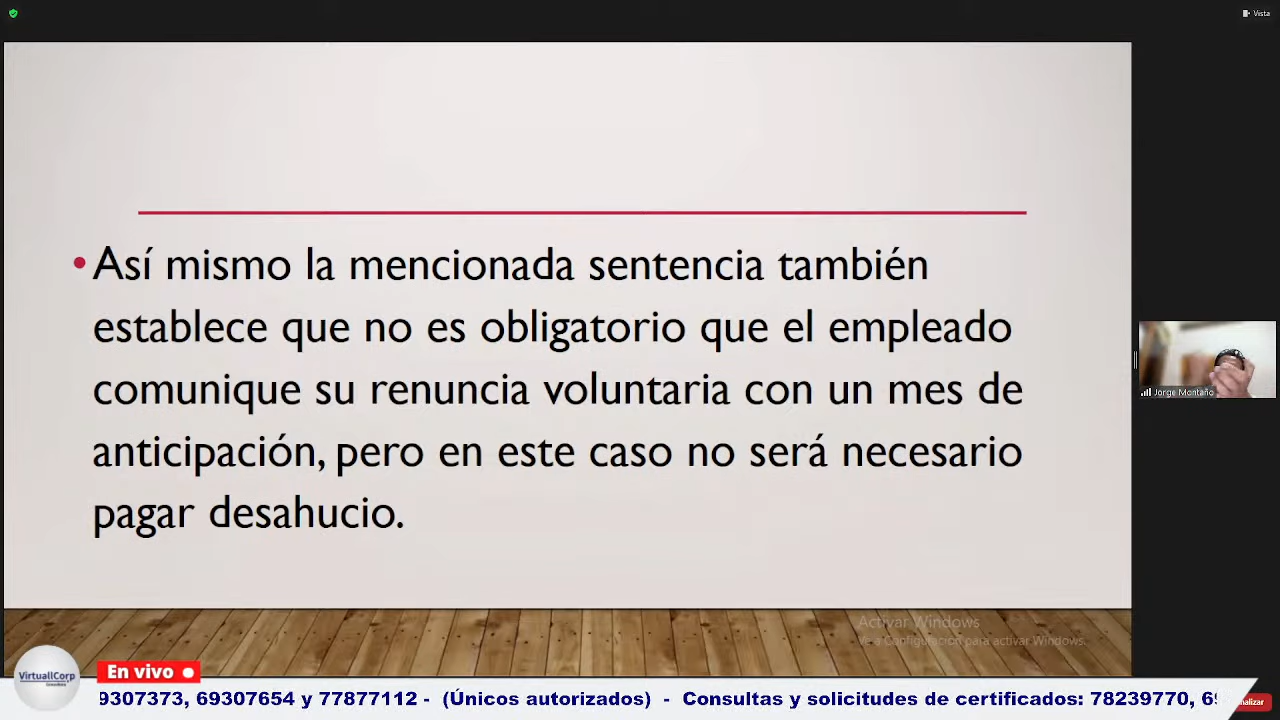 Vista
• Así mismo la mencionada sentencia también
establece que no es obligatorio que el empleado
comunique su renuncia voluntaria con un mes de
anticipación, pero en este caso no será necesario
pagar desahucio.
Jorge Montaño
Activar Windows
Ve a Configuración para activar Windows.
VirtuallCorp
En vivo
9307373, 69307654 y 77877112 - (Únicos autorizados) - Consultas y solicitudes de certificados: 78239770, 69